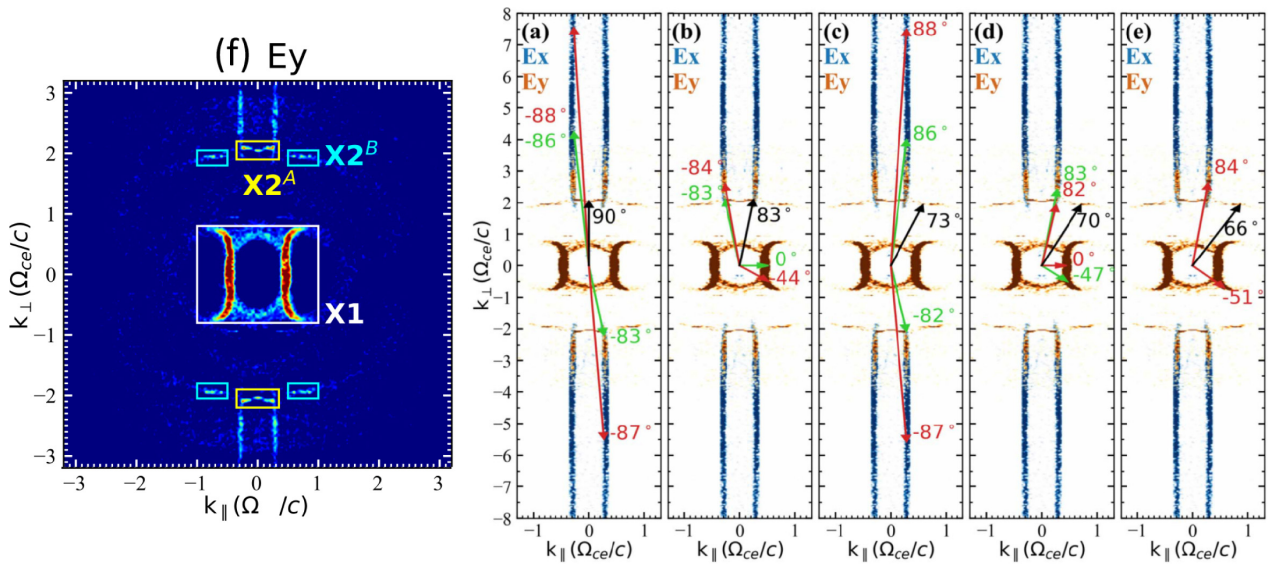 (f) Ey
k⊥(Ωce/c)
3
2
1
0
−1
−2
−3
X2^B
X2^A
X1
−3 −2 −1 0 1 2 3
k∥(Ω /c)
k⊥(Ωce/c)
8
7
6
5
4
3
2
1
0
-1
-2
-3
-4
-5
-6
-7
-8
(a)
Ex
Ey
-88°
-86°
90°
-83°
-87°
−1 0 1
k∥(Ωce/c)
(b)
Ex
Ey
-84°
-83°
83°
0°
-44°
−1 0 1
k∥(Ωce/c)
(c)
Ex
Ey
88°
86°
73°
-82°
-87°
−1 0 1
k∥(Ωce/c)
(d)
Ex
Ey
83°
82°
70°
0°
-47°
−1 0 1
k∥(Ωce/c)
(e)
Ex
Ey
84°
66°
-51°
−1 0 1
k∥(Ωce/c)